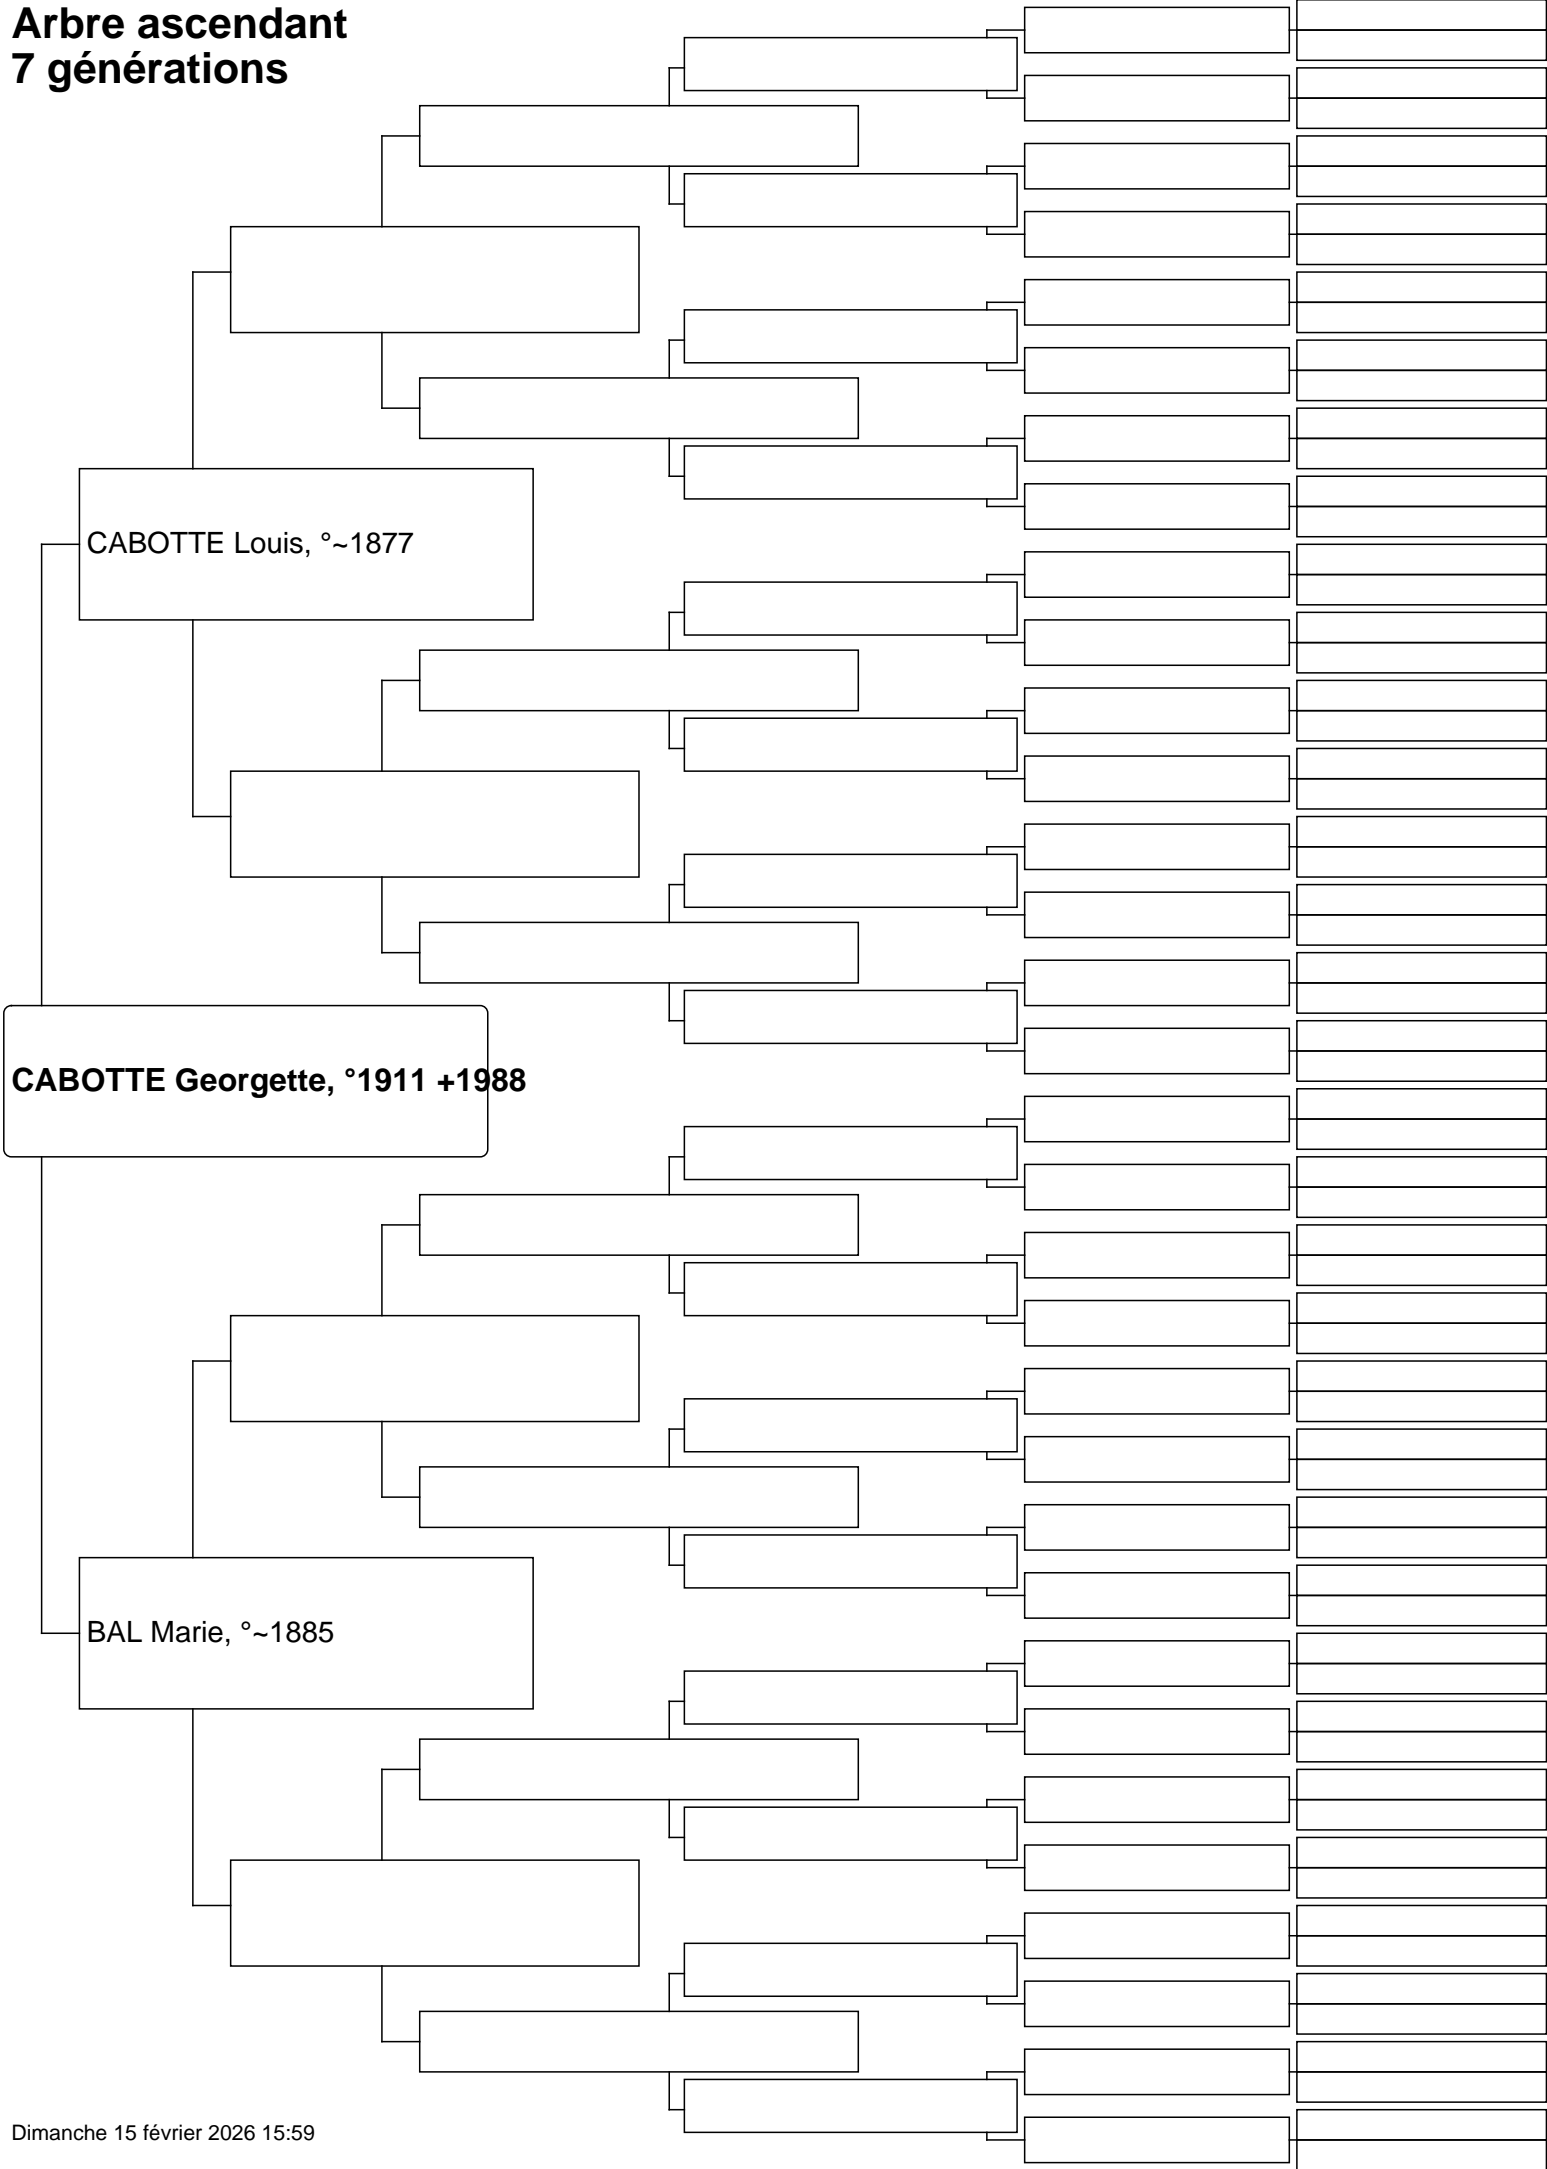 Arbre ascendant
7 générations
CABOTTE Louis, °~1877
CABOTTE Georgette, °1911 +1988
BAL Marie, °~1885
Dimanche 15 février 2026 15:59